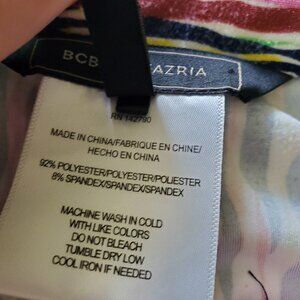 BCB AZRIA
RN 142790
MADE IN CHINA/FABRIQUE EN CHINE/
HECHO EN CHINA
92% POLYESTER/POLYESTER/POLIESTER
8% SPANDEX/SPANDEX/SPANDEX
MACHINE WASH IN COLD
WITH LIKE COLORS
DO NOT BLEACH
TUMBLE DRY LOW
COOL IRON IF NEEDED